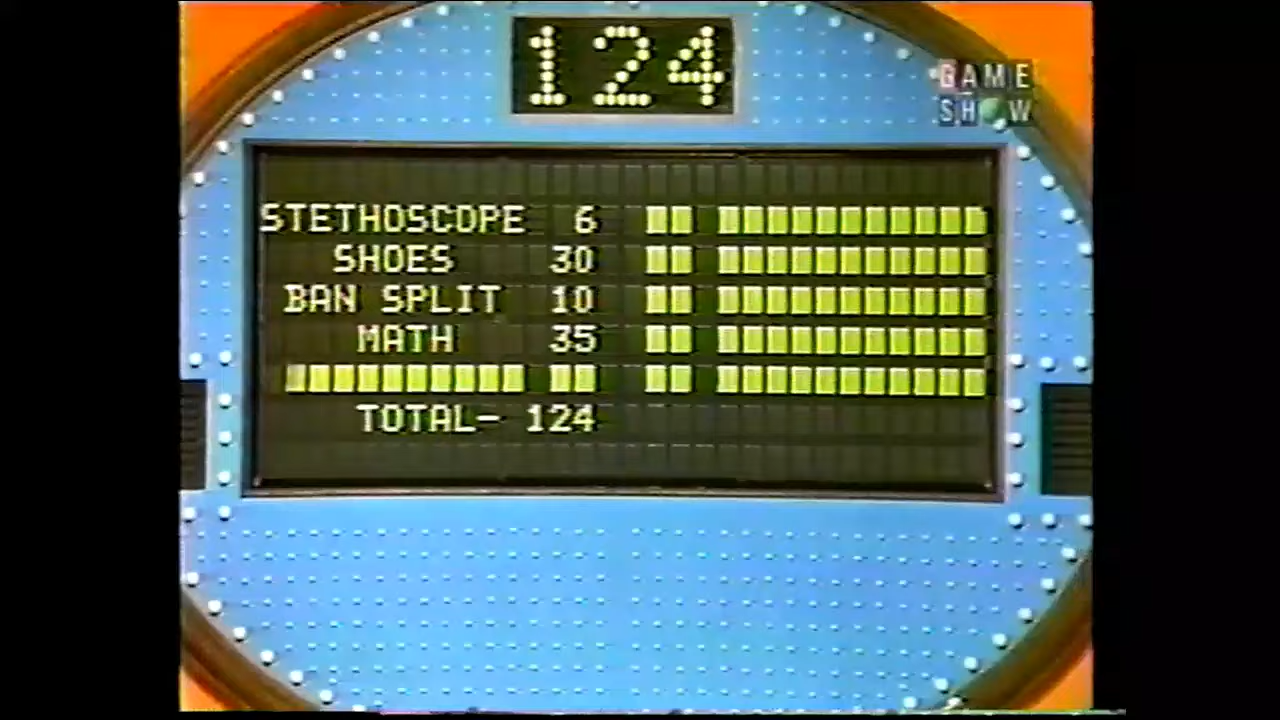 124
GAME
SHOW
STETHOSCOPE 6
SHOES 30
BAN SPLIT 10
MATH 35
TOTAL- 124